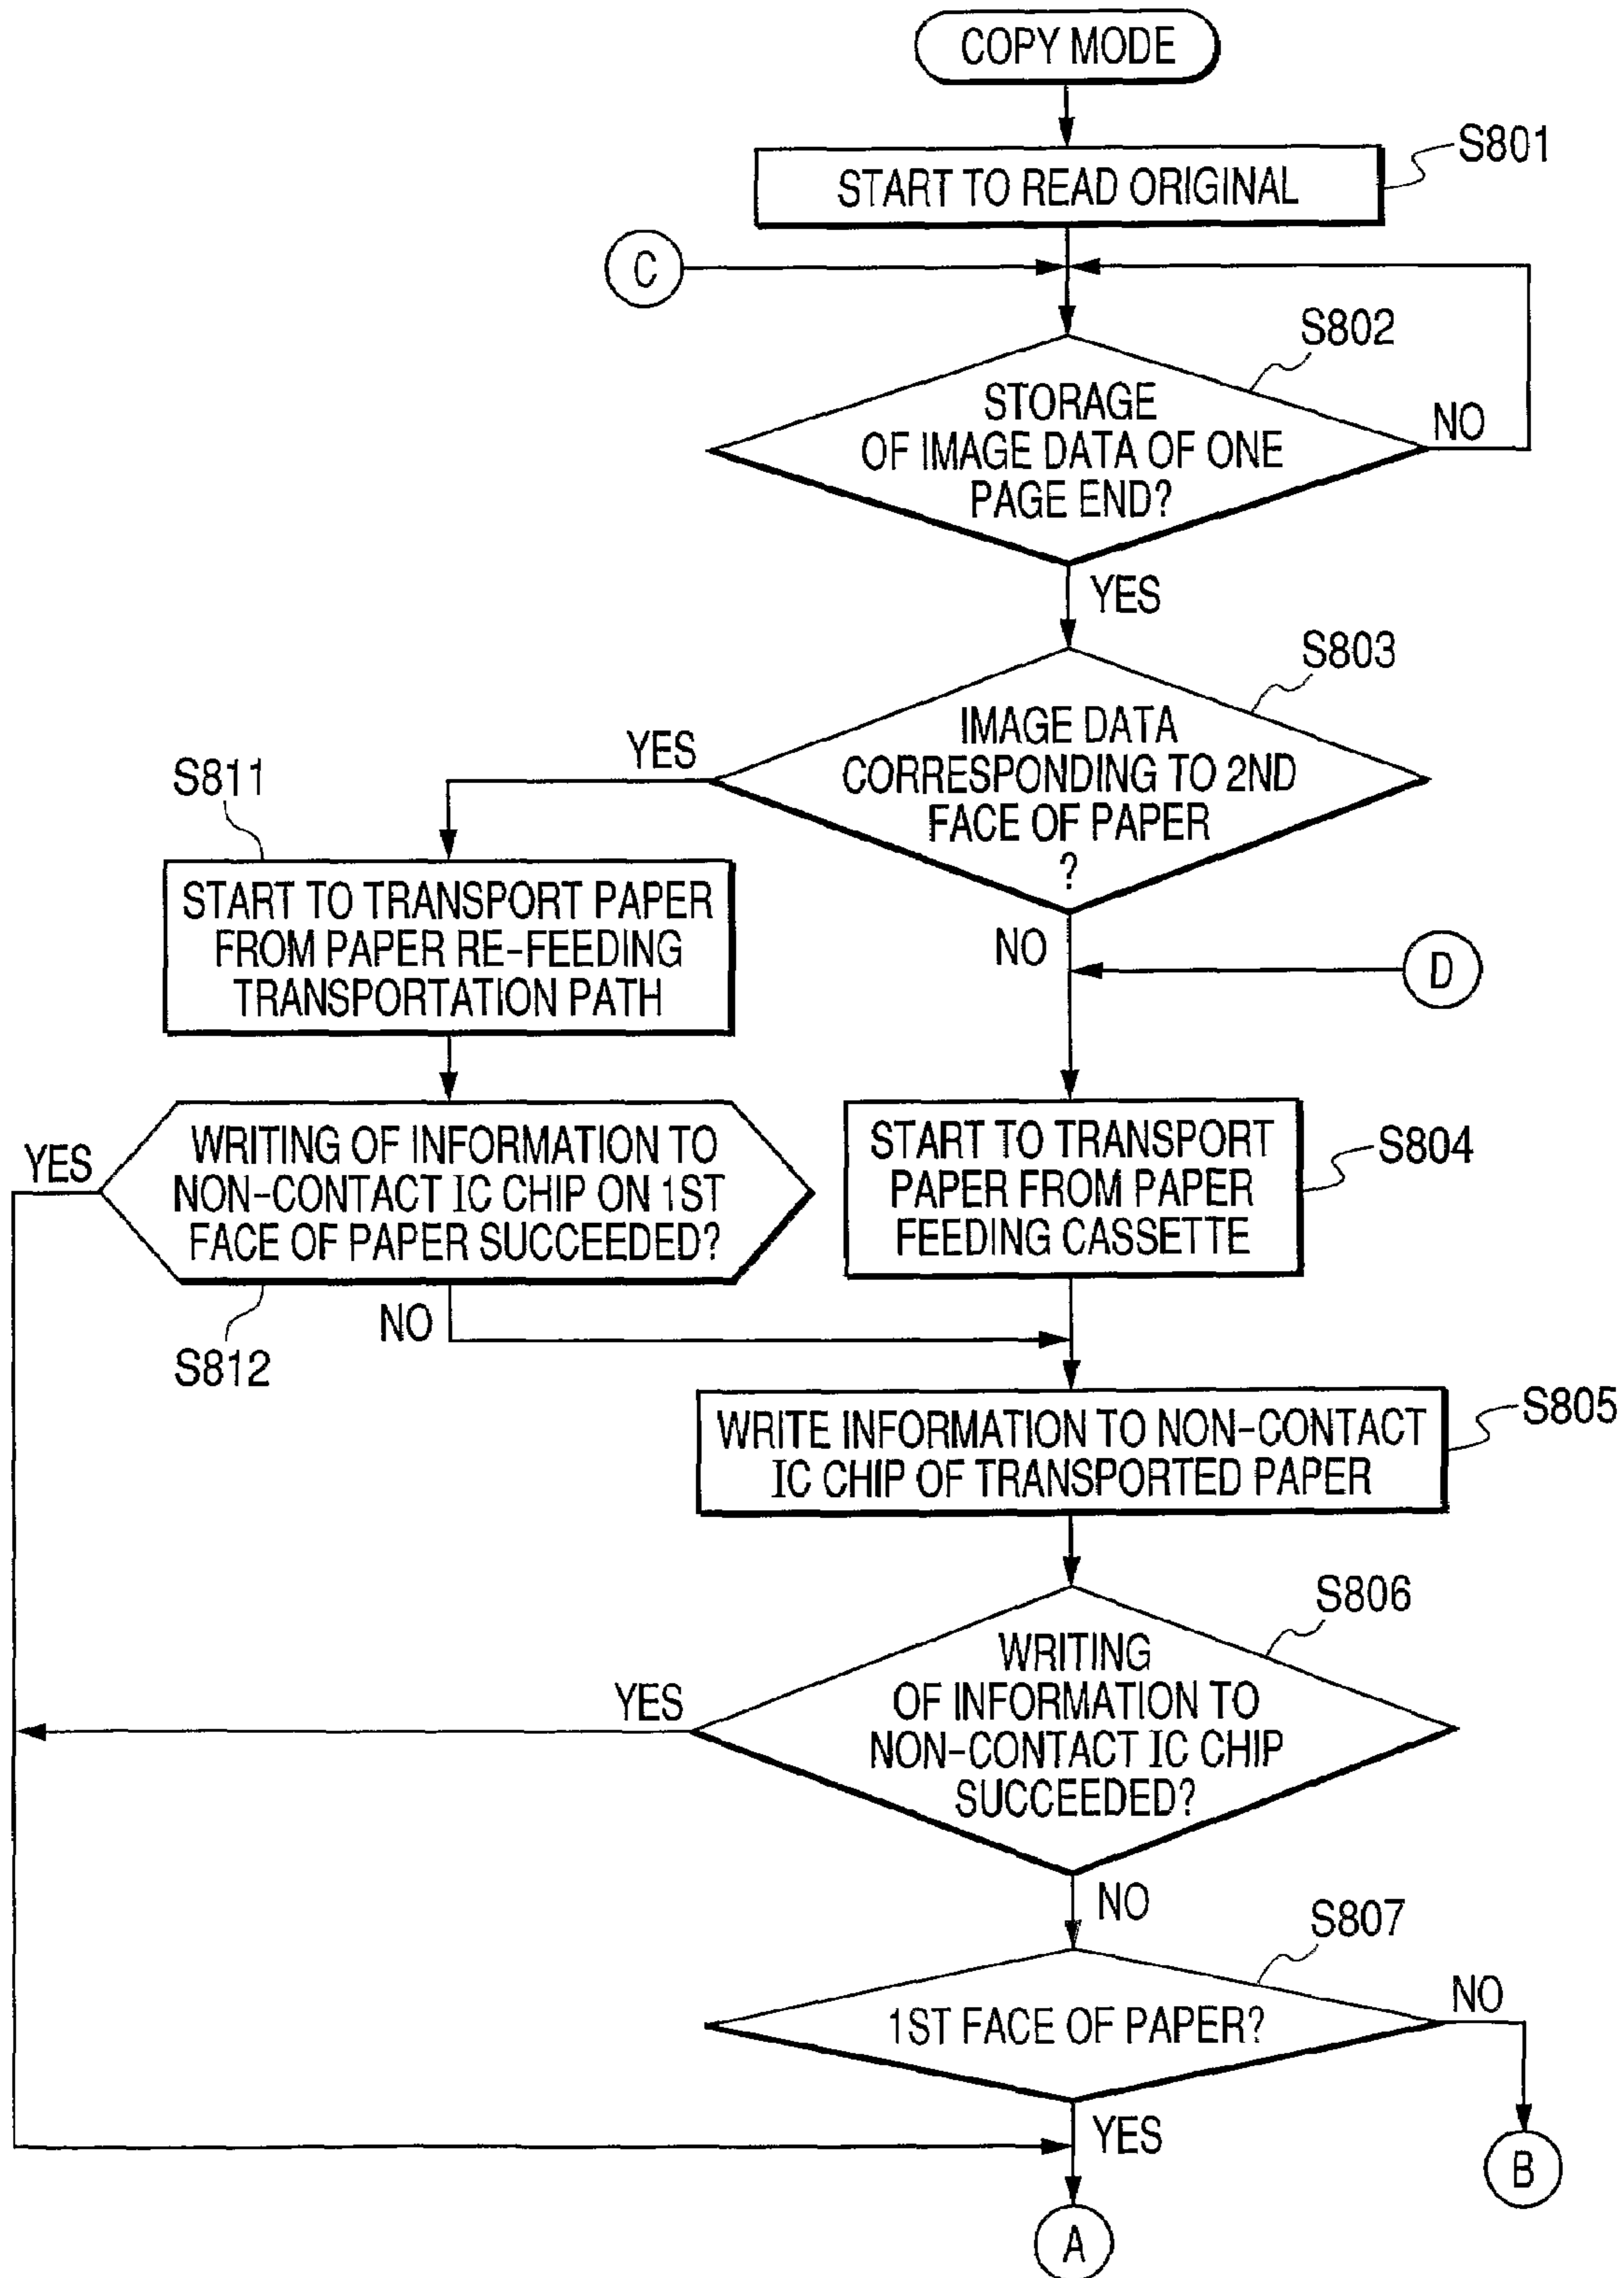 COPY MODE
START TO READ ORIGINAL
S801
C
S802
STORAGE
OF IMAGE DATA OF ONE
PAGE END?
NO
YES
S803
IMAGE DATA
CORRESPONDING TO 2ND
FACE OF PAPER
?
YES
NO
S811
START TO TRANSPORT PAPER
FROM PAPER RE-FEEDING
TRANSPORTATION PATH
D
YES
WRITING OF INFORMATION TO
NON-CONTACT IC CHIP ON 1ST
FACE OF PAPER SUCCEEDED?
NO
S812
START TO TRANSPORT
PAPER FROM PAPER
FEEDING CASSETTE
S804
WRITE INFORMATION TO NON-CONTACT
IC CHIP OF TRANSPORTED PAPER
S805
S806
WRITING
OF INFORMATION TO
NON-CONTACT IC CHIP
SUCCEEDED?
YES
NO
S807
1ST FACE OF PAPER?
NO
YES
B
A